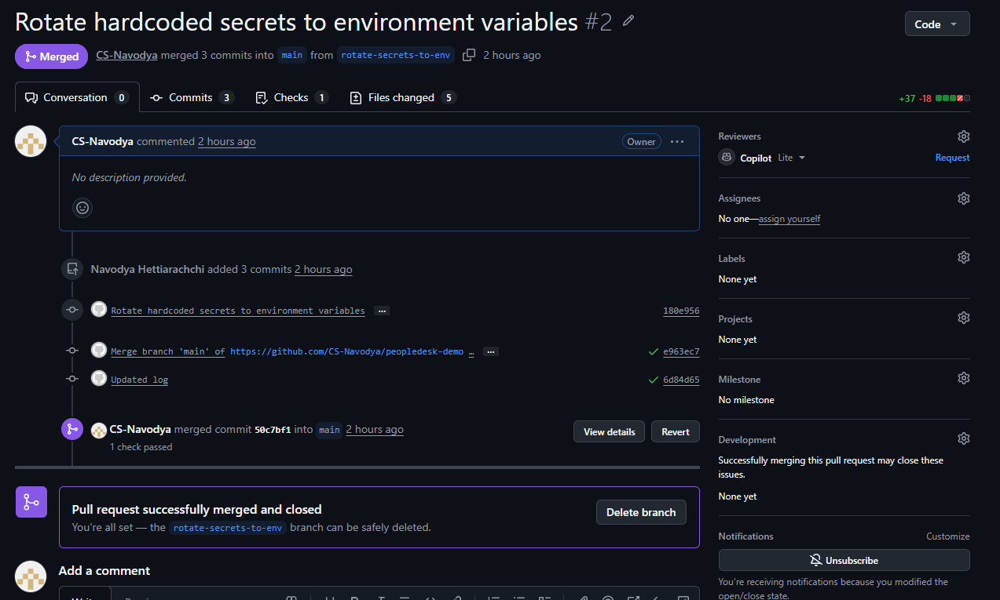 Rotate hardcoded secrets to environment variables #2
Code
Merged CS-Navodya merged 3 commits into main from rotate-secrets-to-env 2 hours ago
Conversation 0 Commits 3 Checks 1 Files changed 5
+37 -18
CS-Navodya commented 2 hours ago
Owner
No description provided.
Navodya Hettiarachchi added 3 commits 2 hours ago
Rotate hardcoded secrets to environment variables ...
180e956
Merge branch 'main' of https://github.com/CS-Navodya/peopledesk-demo … ...
e963ec7
Updated log
6d84d65
CS-Navodya merged commit 50c7bf1 into main 2 hours ago
1 check passed
View details
Revert
Pull request successfully merged and closed
You're all set — the rotate-secrets-to-env branch can be safely deleted.
Delete branch
Add a comment
Reviewers
Copilot Lite
Request
Assignees
No one—assign yourself
Labels
None yet
Projects
None yet
Milestone
No milestone
Development
Successfully merging this pull request may close these
issues.
None yet
Notifications
Customize
Unsubscribe
You're receiving notifications because you modified the
open/close state.